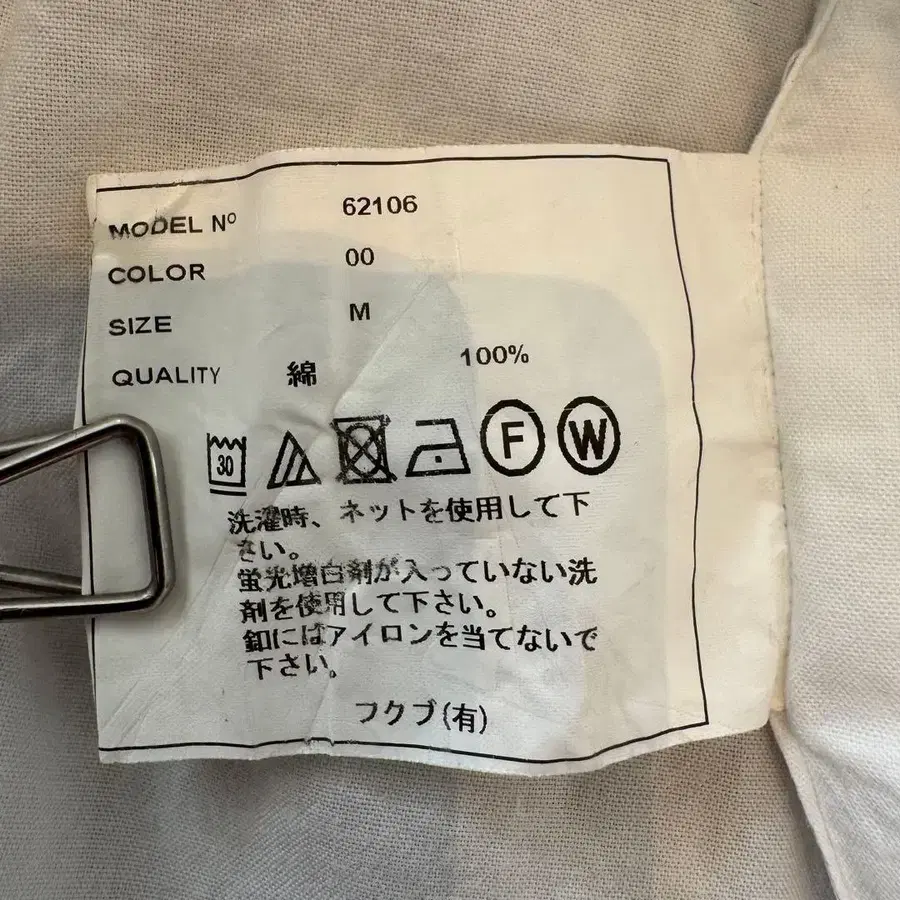 MODEL Nº 62106
COLOR 00
SIZE M
QUALITY 綿 100%
30 F W
洗濯時、ネットを使用して下
さい。
蛍光増白剤が入っていない洗
剤を使用して下さい。
釦にはアイロンを当てないで
下さい。
フクブ(有)